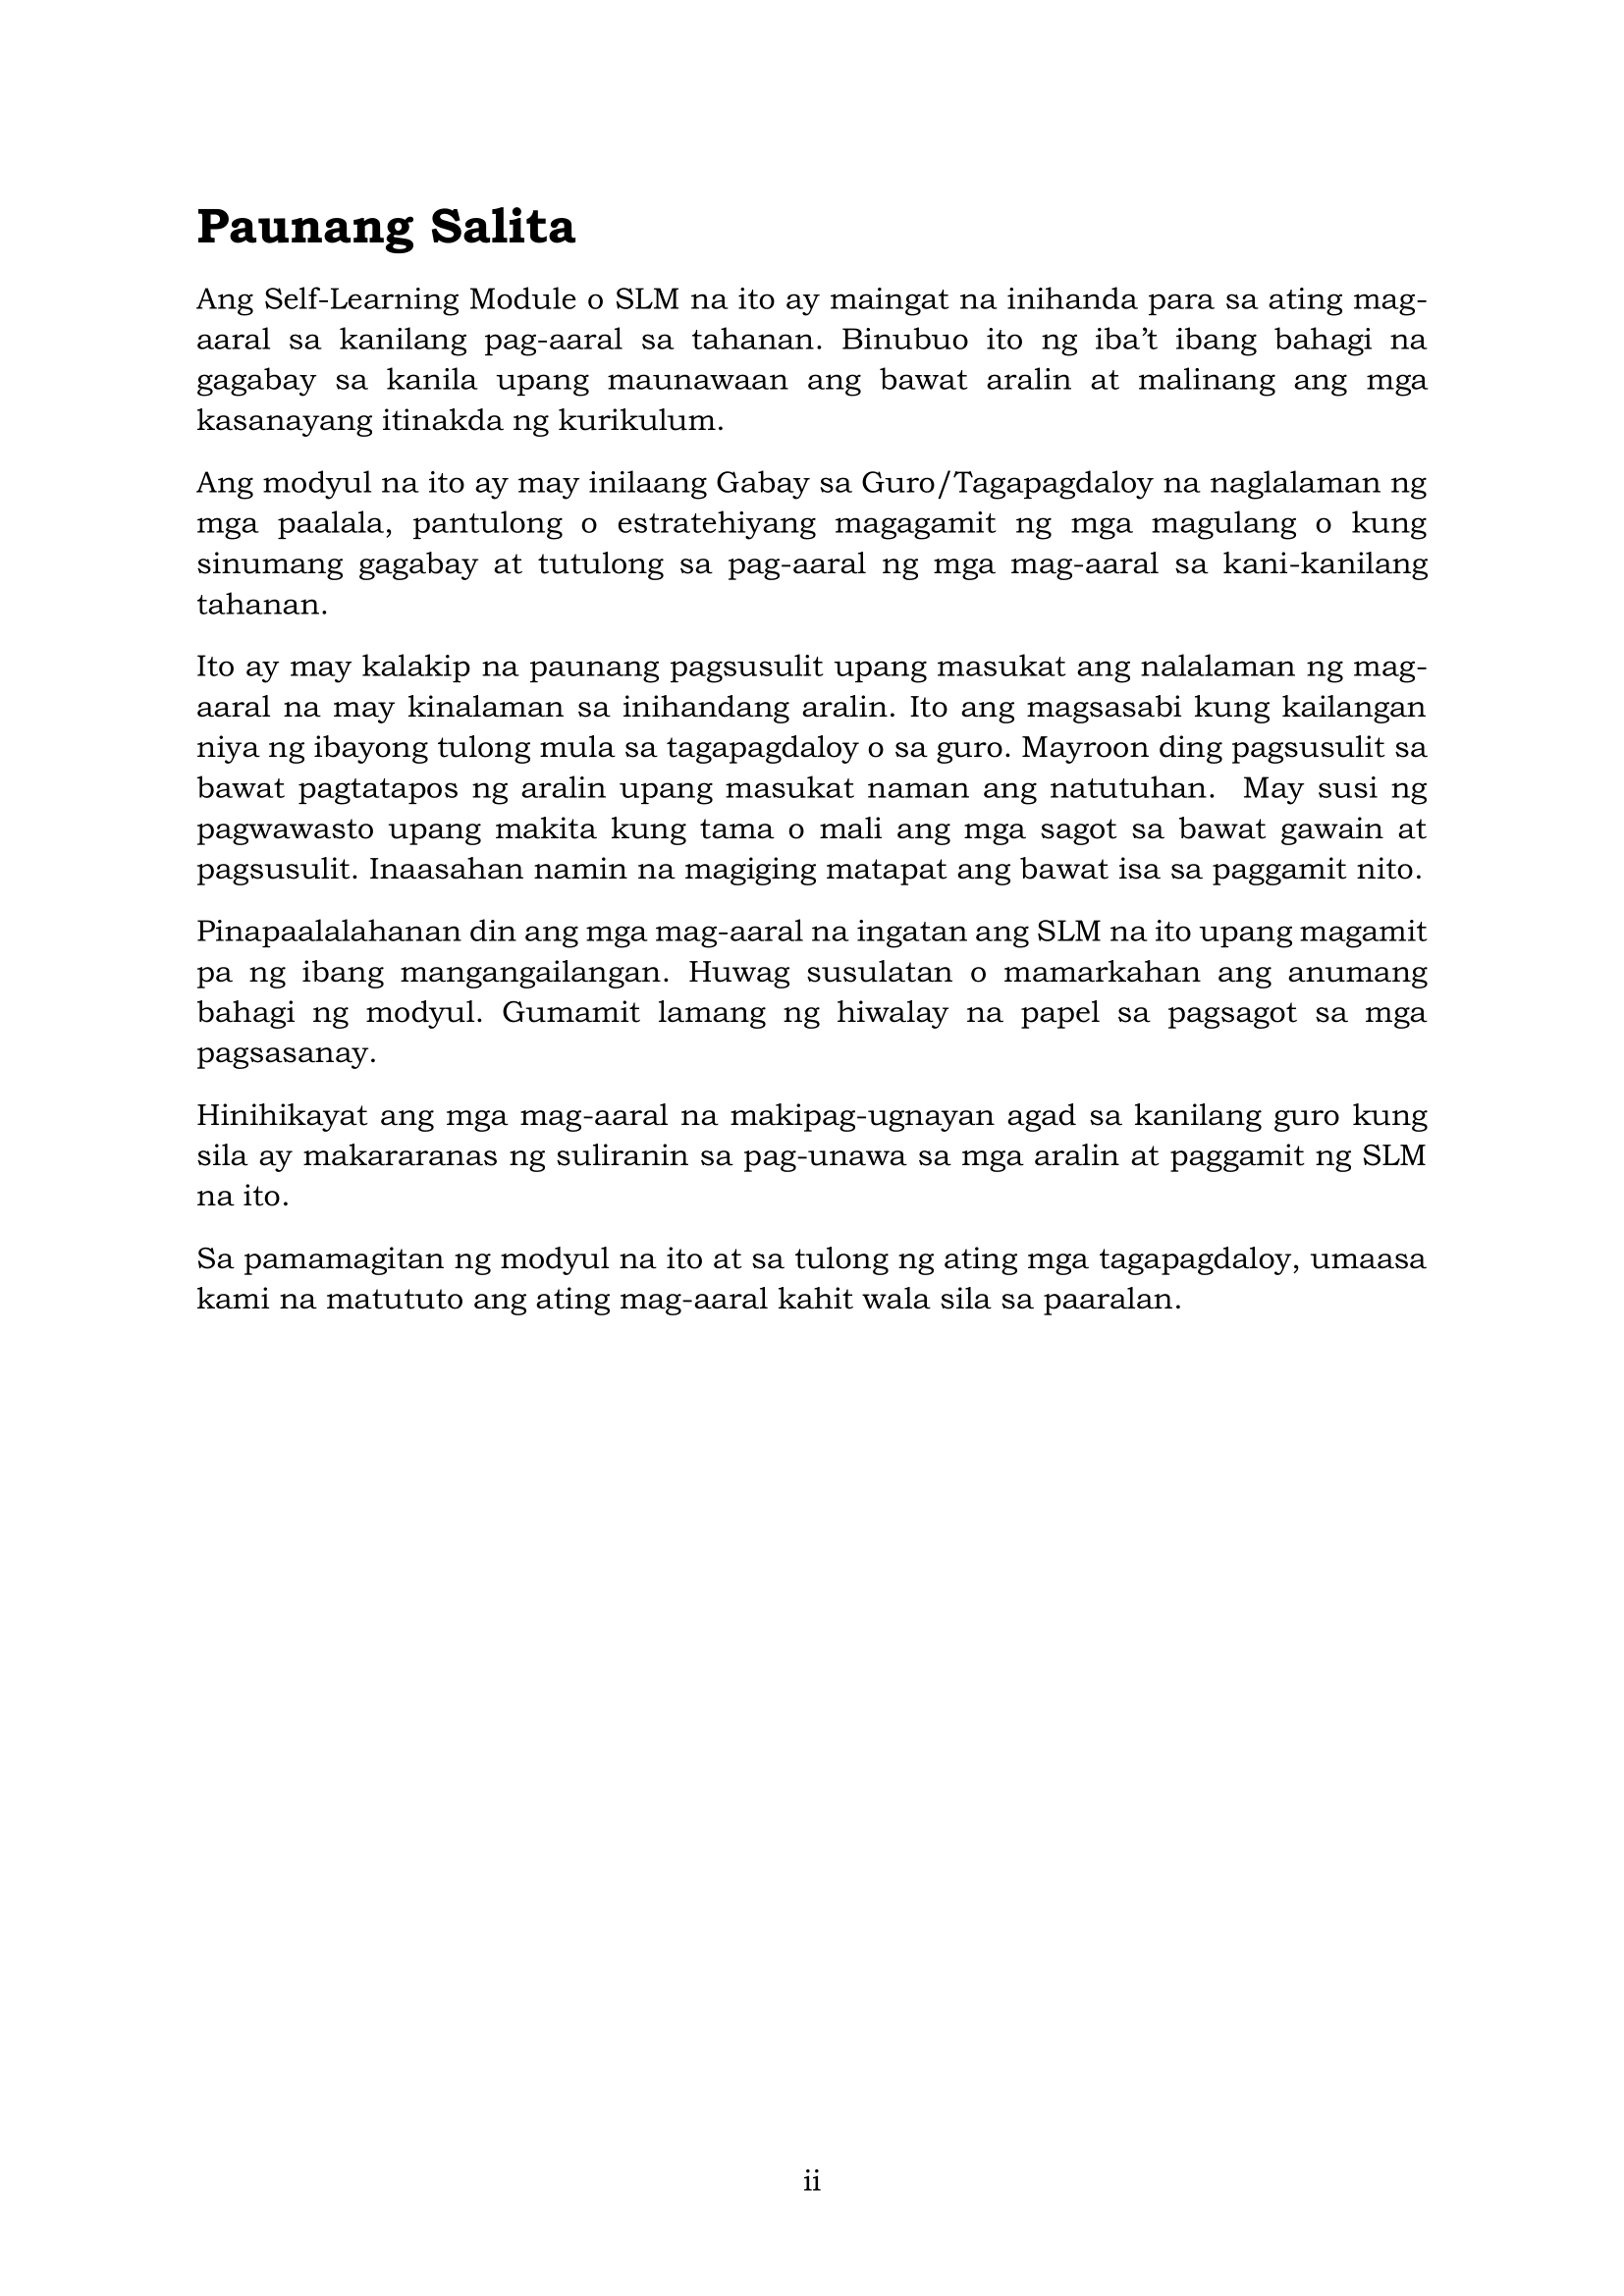 Paunang Salita
Ang Self-Learning Module o SLM na ito ay maingat na inihanda para sa ating mag-
aaral sa kanilang pag-aaral sa tahanan. Binubuo ito ng iba’t ibang bahagi na
gagabay sa kanila upang maunawaan ang bawat aralin at malinang ang mga
kasanayang itinakda ng kurikulum.
Ang modyul na ito ay may inilaang Gabay sa Guro/Tagapagdaloy na naglalaman ng
mga paalala, pantulong o estratehiyang magagamit ng mga magulang o kung
sinumang gagabay at tutulong sa pag-aaral ng mga mag-aaral sa kani-kanilang
tahanan.
Ito ay may kalakip na paunang pagsusulit upang masukat ang nalalaman ng mag-
aaral na may kinalaman sa inihandang aralin. Ito ang magsasabi kung kailangan
niya ng ibayong tulong mula sa tagapagdaloy o sa guro. Mayroon ding pagsusulit sa
bawat pagtatapos ng aralin upang masukat naman ang natutuhan.  May susi ng
pagwawasto upang makita kung tama o mali ang mga sagot sa bawat gawain at
pagsusulit. Inaasahan namin na magiging matapat ang bawat isa sa paggamit nito.
Pinapaalalahanan din ang mga mag-aaral na ingatan ang SLM na ito upang magamit
pa ng ibang mangangailangan. Huwag susulatan o mamarkahan ang anumang
bahagi ng modyul. Gumamit lamang ng hiwalay na papel sa pagsagot sa mga
pagsasanay.
Hinihikayat ang mga mag-aaral na makipag-ugnayan agad sa kanilang guro kung
sila ay makararanas ng suliranin sa pag-unawa sa mga aralin at paggamit ng SLM
na ito.
Sa pamamagitan ng modyul na ito at sa tulong ng ating mga tagapagdaloy, umaasa
kami na matututo ang ating mag-aaral kahit wala sila sa paaralan.
ii